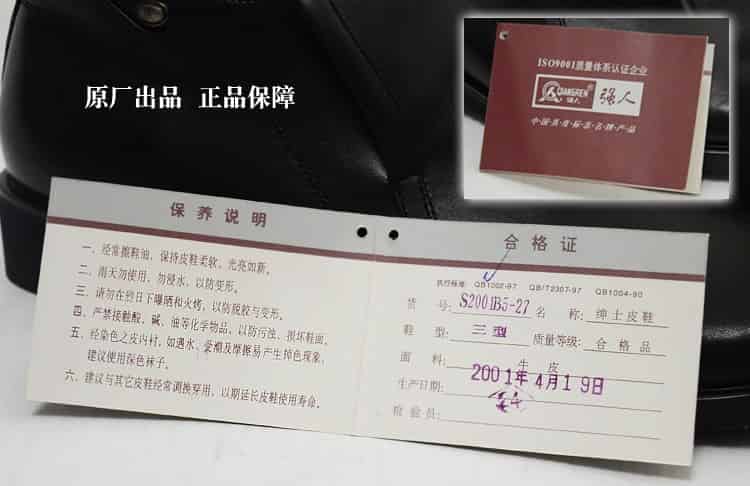 原厂出品 正品保障
ISO9001质量体系认证企业
QIANGREN
强人
强人
中·国·真·皮·标·志·名·牌·产·品
保养说明
一、经常擦鞋油，保持皮鞋柔软、光亮如新。
二、雨天勿使用，勿浸水，以防变形。
三、请勿在烈日下曝晒和火烤，以防脱胶与变形。
四、严禁接触酸、碱、油等化学物品，以防污蚀、损坏鞋面。
五、经染色之皮内衬，如遇水、受潮及摩擦易产生掉色现象，
建议使用深色袜子。
六、建议与其它皮鞋经常调换穿用，以期延长皮鞋使用寿命。
合格证
执行标准: QB1002-97 QB/T2307-97 QB1004-90
货 号: S2001B5-27 名 称: 绅士皮鞋
鞋 型: 三型 质量等级: 合格品
面 料: 牛皮
生产日期: 2001年4月19日
检验员: